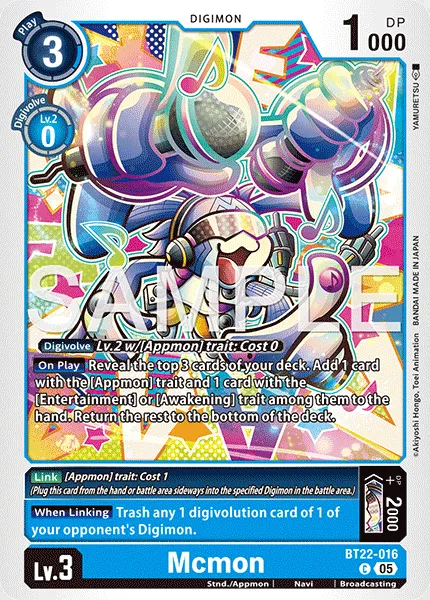 DIGIMON
Play
3
DP
1000
Digivolve
Lv.2
0
YAMURETSU
SAMPLE
©Akiyoshi Hongo, Toei Animation BANDAI MADE IN JAPAN
Digivolve Lv.2 w/[Appmon] trait: Cost 0
On Play Reveal the top 3 cards of your deck. Add 1 card
with the [Appmon] trait and 1 card with the
[Entertainment] or [Awakening] trait among them to the
hand. Return the rest to the bottom of the deck.
Link [Appmon] trait: Cost 1
(Plug this card from the hand or battle area sideways into the specified Digimon in the battle area.)
When Linking Trash any 1 digivolution card of 1 of
your opponent's Digimon.
DP
+2000
Lv.3
Mcmon
BT22-016
C 05
Stnd./Appmon | Navi | Broadcasting